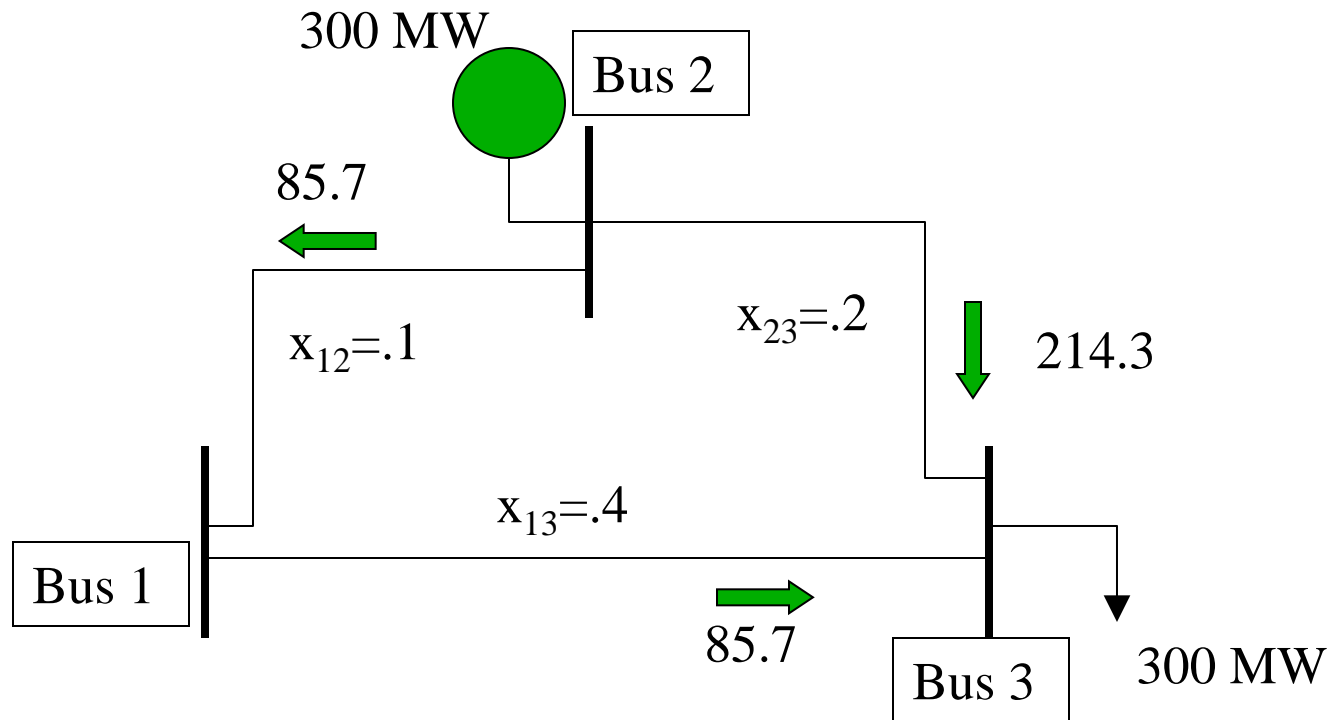 300 MW
Bus 2
85.7
x₁₂=.1
x₂₃=.2
214.3
x₁₃=.4
Bus 1
85.7
300 MW
Bus 3